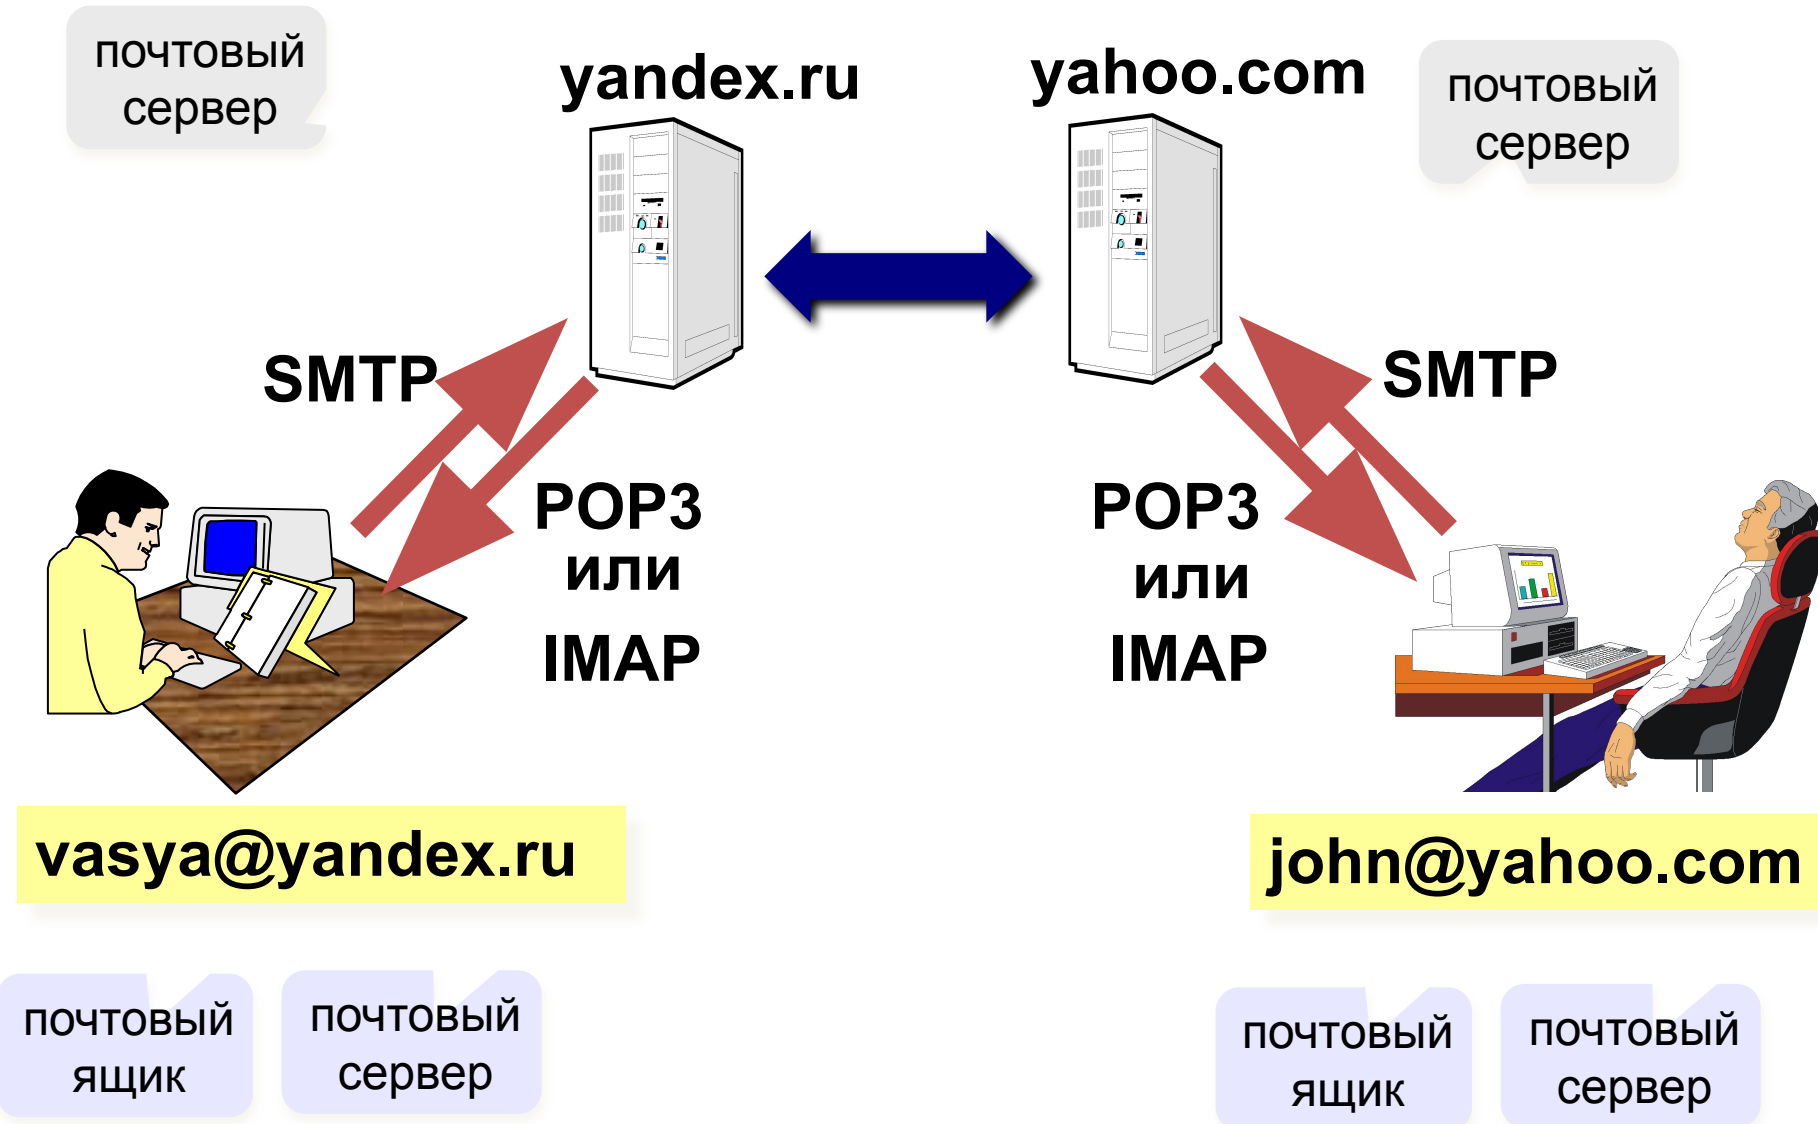 почтовый
сервер
yandex.ru
yahoo.com
почтовый
сервер
SMTP
SMTP
POP3
или
IMAP
POP3
или
IMAP
vasya@yandex.ru
john@yahoo.com
почтовый
ящик
почтовый
сервер
почтовый
ящик
почтовый
сервер